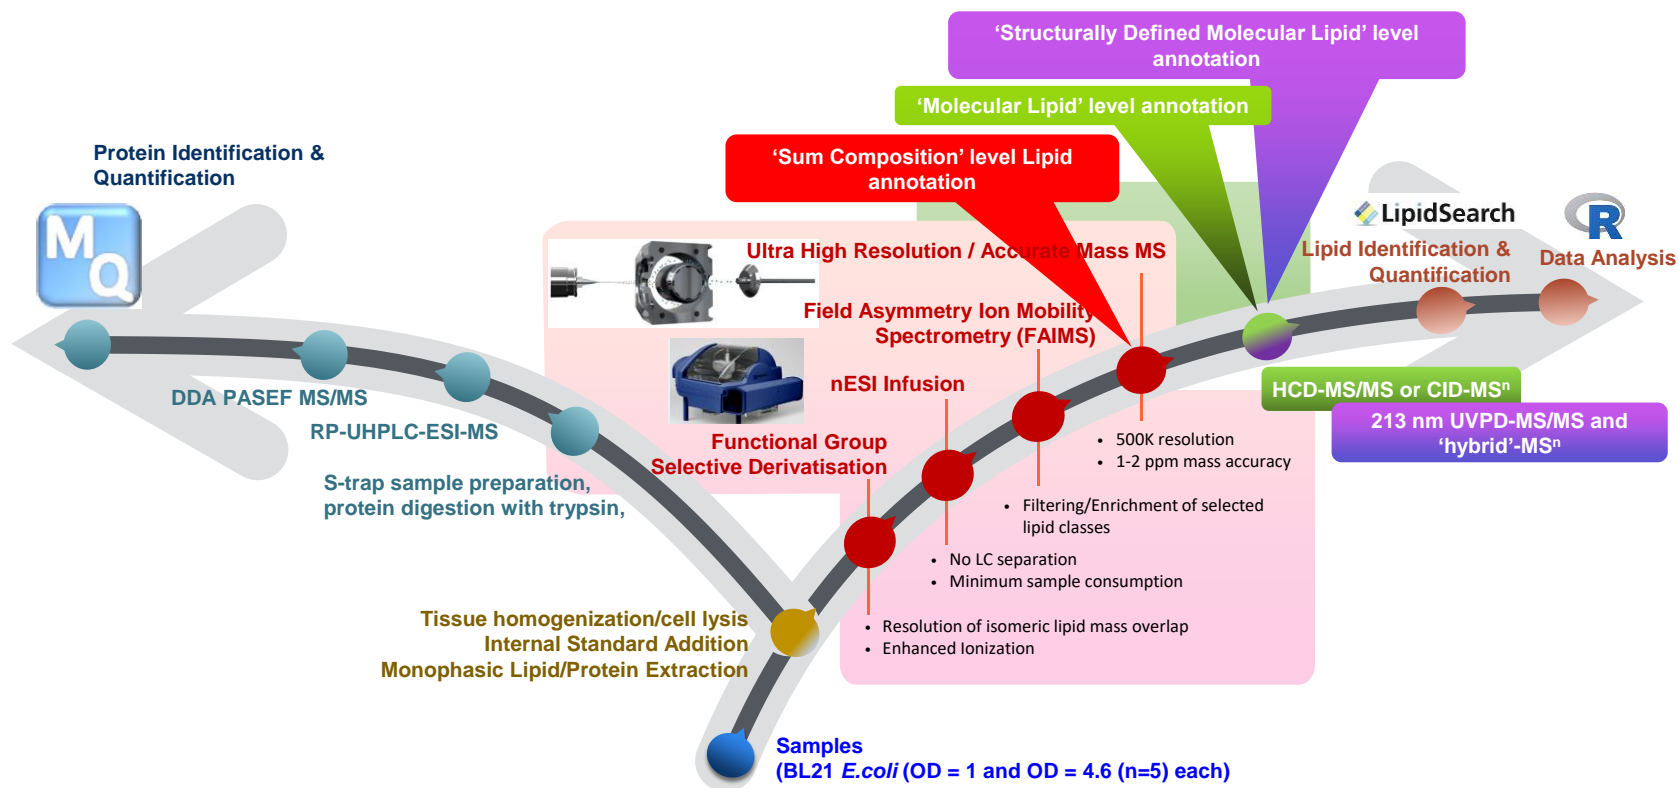 ‘Structurally Defined Molecular Lipid’ level
annotation
‘Molecular Lipid’ level annotation
‘Sum Composition’ level Lipid
annotation
Protein Identification &
Quantification
M
Q
LipidSearch
R
Ultra High Resolution / Accurate Mass MS
Lipid Identification &
Quantification
Data Analysis
Field Asymmetry Ion Mobility
Spectrometry (FAIMS)
nESI Infusion
HCD-MS/MS or CID-MSⁿ
213 nm UVPD-MS/MS and
‘hybrid’-MSⁿ
DDA PASEF MS/MS
RP-UHPLC-ESI-MS
Functional Group
Selective Derivatisation
• 500K resolution
• 1-2 ppm mass accuracy
S-trap sample preparation,
protein digestion with trypsin,
• Filtering/Enrichment of selected
lipid classes
• No LC separation
• Minimum sample consumption
Tissue homogenization/cell lysis
Internal Standard Addition
Monophasic Lipid/Protein Extraction
• Resolution of isomeric lipid mass overlap
• Enhanced Ionization
Samples
(BL21 E.coli (OD = 1 and OD = 4.6 (n=5) each)